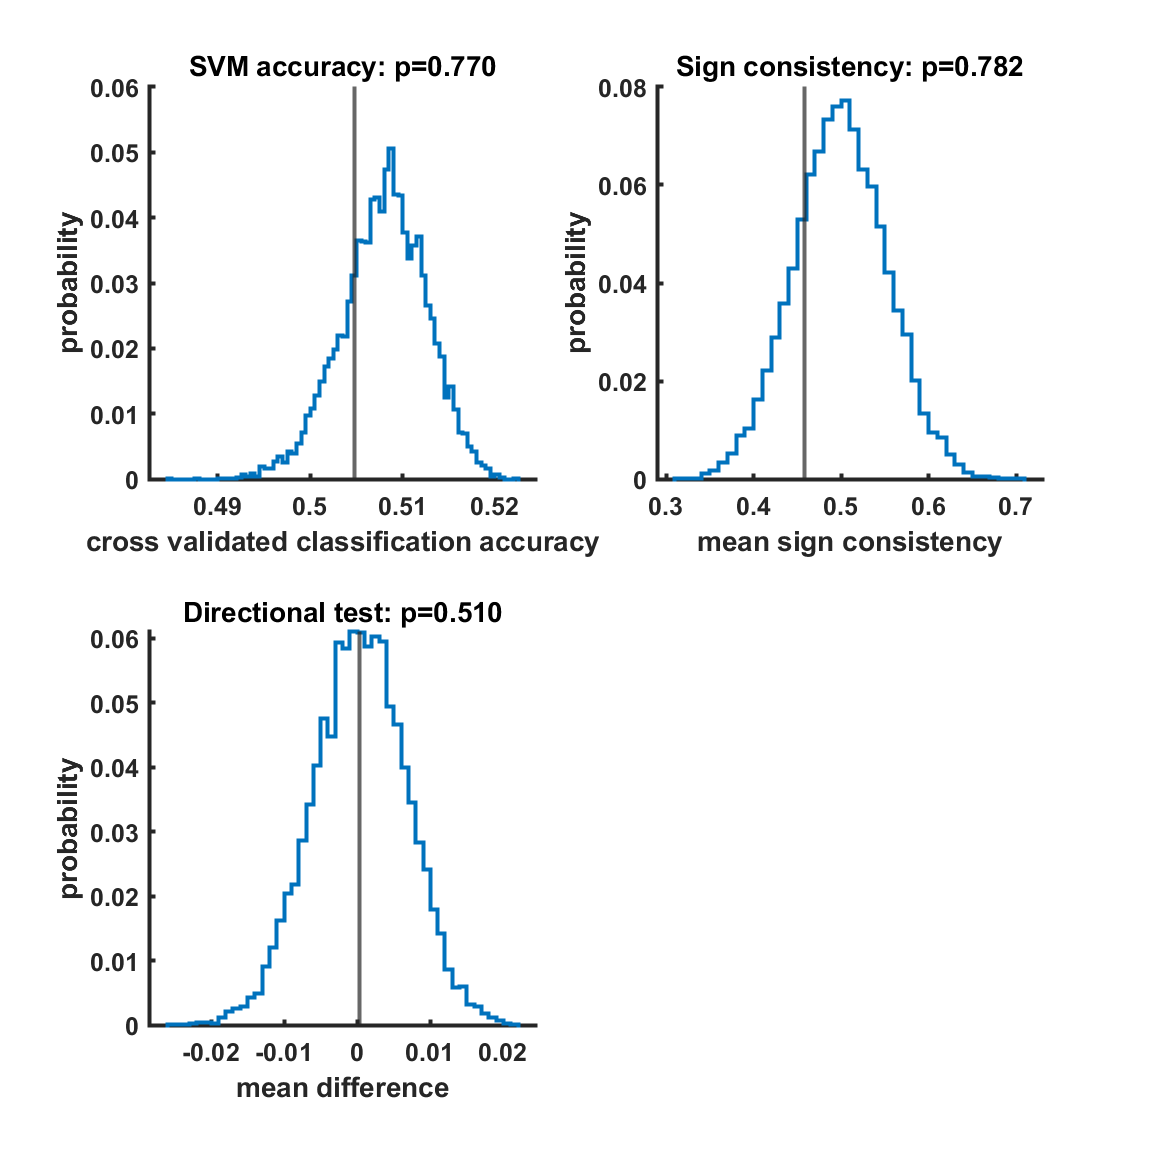 SVM accuracy: p=0.770
0.06
0.05
0.04
0.03
0.02
0.01
0
probability
0.49 0.5 0.51 0.52
cross validated classification accuracy
Sign consistency: p=0.782
0.08
0.06
0.04
0.02
0
probability
0.3 0.4 0.5 0.6 0.7
mean sign consistency
Directional test: p=0.510
0.06
0.05
0.04
0.03
0.02
0.01
0
probability
-0.02 -0.01 0 0.01 0.02
mean difference